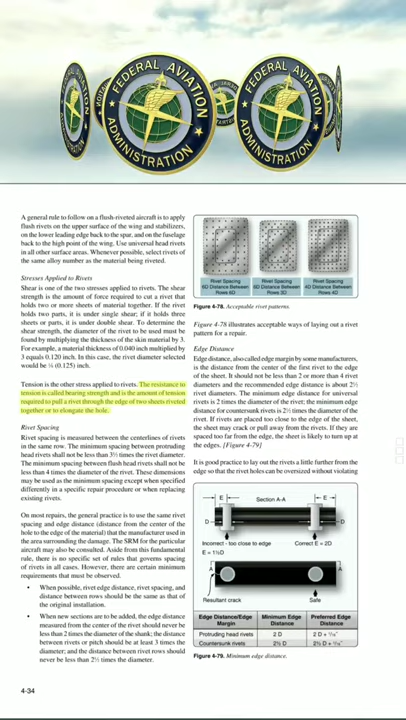 FEDERAL AVIATION
ADMINISTRATION
FEDERAL AVIATION
ADMINISTRATION
A general rule to follow on a flush-riveted aircraft is to apply
flush rivets on the upper surface of the wing and stabilizers,
on the lower leading edge back to the spar, and on the fuselage
back to the high point of the wing. Use universal head rivets
in all other surface areas. Whenever possible, select rivets of
the same alloy number as the material being riveted.
Stresses Applied to Rivets
Shear is one of the two stresses applied to rivets. The shear
strength is the amount of force required to cut a rivet that
holds two or more sheets of material together. If the rivet
holds two parts, it is under single shear; if it holds three
sheets or parts, it is under double shear. To determine the
shear strength, the diameter of the rivet to be used must be
found by multiplying the thickness of the skin material by 3.
For example, a material thickness of 0.040 inch multiplied by
3 equals 0.120 inch. In this case, the rivet diameter selected
would be ⅛ (0.125) inch.
Tension is the other stress applied to rivets. The resistance to
tension is called bearing strength and is the amount of tension
required to pull a rivet through the edge of two sheets riveted
together or to elongate the hole.
Rivet Spacing
Rivet spacing is measured between the centerlines of rivets
in the same row. The minimum spacing between protruding
head rivets shall not be less than 3½ times the rivet diameter.
The minimum spacing between flush head rivets shall not be
less than 4 times the diameter of the rivet. These dimensions
may be used as the minimum spacing except when specified
differently in a specific repair procedure or when replacing
existing rivets.
On most repairs, the general practice is to use the same rivet
spacing and edge distance (distance from the center of the
hole to the edge of the material) that the manufacturer used in
the area surrounding the damage. The SRM for the particular
aircraft may also be consulted. Aside from this fundamental
rule, there is no specific set of rules that governs spacing
of rivets in all cases. However, there are certain minimum
requirements that must be observed.
• When possible, rivet edge distance, rivet spacing, and
distance between rows should be the same as that of
the original installation.
• When new sections are to be added, the edge distance
measured from the center of the rivet should never be
less than 2 times the diameter of the shank; the distance
between rivets or pitch should be at least 3 times the
diameter; and the distance between rivet rows should
never be less than 2½ times the diameter.
4-34
Rivet Spacing
6D Distance Between
Rows 6D
Rivet Spacing
6D Distance Between
Rows 3D
Rivet Spacing
4D Distance Between
Rows 4D
Figure 4-78. Acceptable rivet patterns.
Figure 4-78 illustrates acceptable ways of laying out a rivet
pattern for a repair.
Edge Distance
Edge distance, also called edge margin by some manufacturers,
is the distance from the center of the first rivet to the edge
of the sheet. It should not be less than 2 or more than 4 rivet
diameters and the recommended edge distance is about 2½
rivet diameters. The minimum edge distance for universal
rivets is 2 times the diameter of the rivet; the minimum edge
distance for countersunk rivets is 2½ times the diameter of the
rivet. If rivets are placed too close to the edge of the sheet,
the sheet may crack or pull away from the rivets. If they are
spaced too far from the edge, the sheet is likely to turn up at
the edges. [Figure 4-79]
It is good practice to lay out the rivets a little further from the
edge so that the rivet holes can be oversized without violating
E
Section A-A
E
D
D
Incorrect - too close to edge
E = 1½D
Correct E = 2D
A
A
Resultant crack
Safe
Edge Distance/Edge Margin
Minimum Edge Distance
Preferred Edge Distance
Protruding head rivets 2 D 2 D + 1/16"
Countersunk rivets 2½ D 2½ D + 1/16"
Figure 4-79. Minimum edge distance.